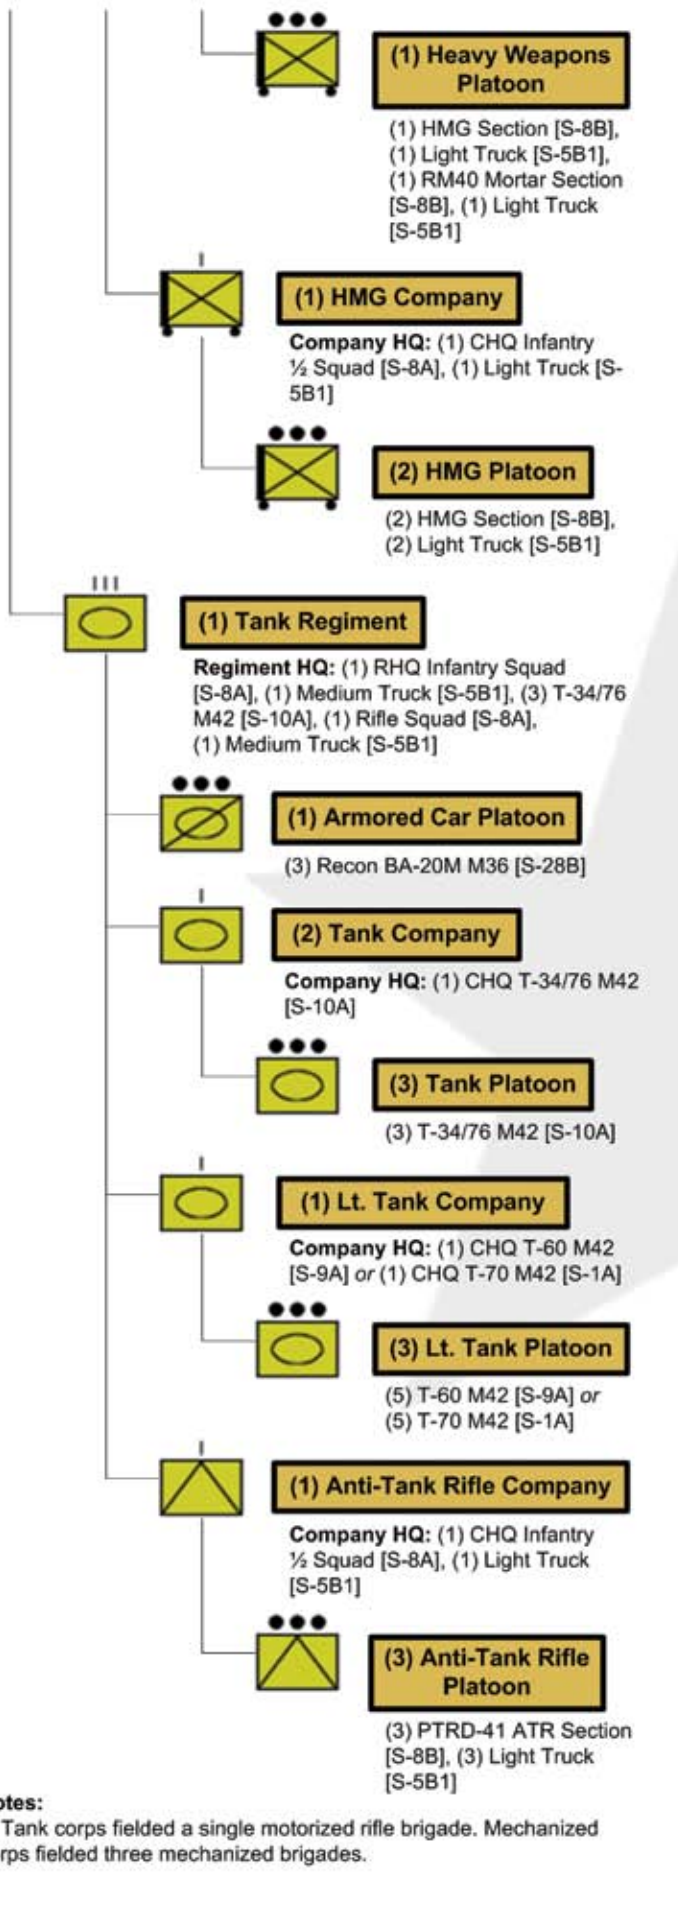 (1) Heavy Weapons
Platoon
(1) HMG Section [S-8B],
(1) Light Truck [S-5B1],
(1) RM40 Mortar Section
[S-8B], (1) Light Truck
[S-5B1]
(1) HMG Company
Company HQ: (1) CHQ Infantry
½ Squad [S-8A], (1) Light Truck [S-
5B1]
(2) HMG Platoon
(2) HMG Section [S-8B],
(2) Light Truck [S-5B1]
(1) Tank Regiment
Regiment HQ: (1) RHQ Infantry Squad
[S-8A], (1) Medium Truck [S-5B1], (3) T-34/76
M42 [S-10A], (1) Rifle Squad [S-8A],
(1) Medium Truck [S-5B1]
(1) Armored Car Platoon
(3) Recon BA-20M M36 [S-28B]
(2) Tank Company
Company HQ: (1) CHQ T-34/76 M42
[S-10A]
(3) Tank Platoon
(3) T-34/76 M42 [S-10A]
(1) Lt. Tank Company
Company HQ: (1) CHQ T-60 M42
[S-9A] or (1) CHQ T-70 M42 [S-1A]
(3) Lt. Tank Platoon
(5) T-60 M42 [S-9A] or
(5) T-70 M42 [S-1A]
(1) Anti-Tank Rifle Company
Company HQ: (1) CHQ Infantry
½ Squad [S-8A], (1) Light Truck
[S-5B1]
(3) Anti-Tank Rifle
Platoon
(3) PTRD-41 ATR Section
[S-8B], (3) Light Truck
[S-5B1]
otes:
Tank corps fielded a single motorized rifle brigade. Mechanized
rps fielded three mechanized brigades.